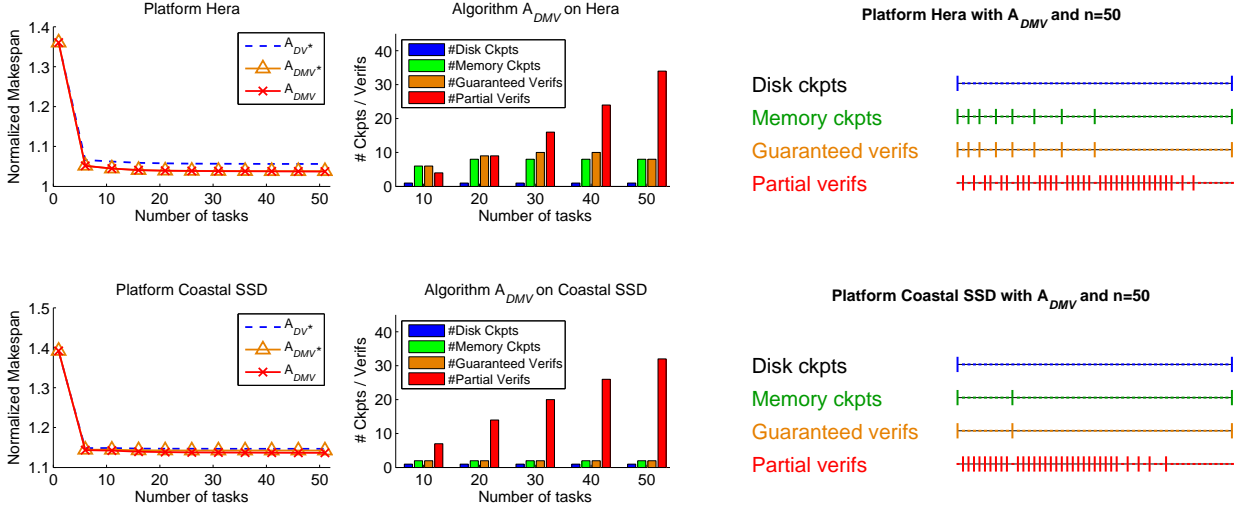 Platform Hera
1.4
1.3
1.2
1.1
1
Normalized Makespan
0 10 20 30 40 50
Number of tasks
A_DV*
A_DMV*
A_DMV
Algorithm A_DMV on Hera
40
30
20
10
0
# Ckpts / Verifs
10 20 30 40 50
Number of tasks
#Disk Ckpts
#Memory Ckpts
#Guaranteed Verifs
#Partial Verifs
Platform Hera with A_DMV and n=50
Disk ckpts
Memory ckpts
Guaranteed verifs
Partial verifs
Platform Coastal SSD
1.5
1.4
1.3
1.2
1.1
Normalized Makespan
0 10 20 30 40 50
Number of tasks
A_DV*
A_DMV*
A_DMV
Algorithm A_DMV on Coastal SSD
40
30
20
10
0
# Ckpts / Verifs
10 20 30 40 50
Number of tasks
#Disk Ckpts
#Memory Ckpts
#Guaranteed Verifs
#Partial Verifs
Platform Coastal SSD with A_DMV and n=50
Disk ckpts
Memory ckpts
Guaranteed verifs
Partial verifs